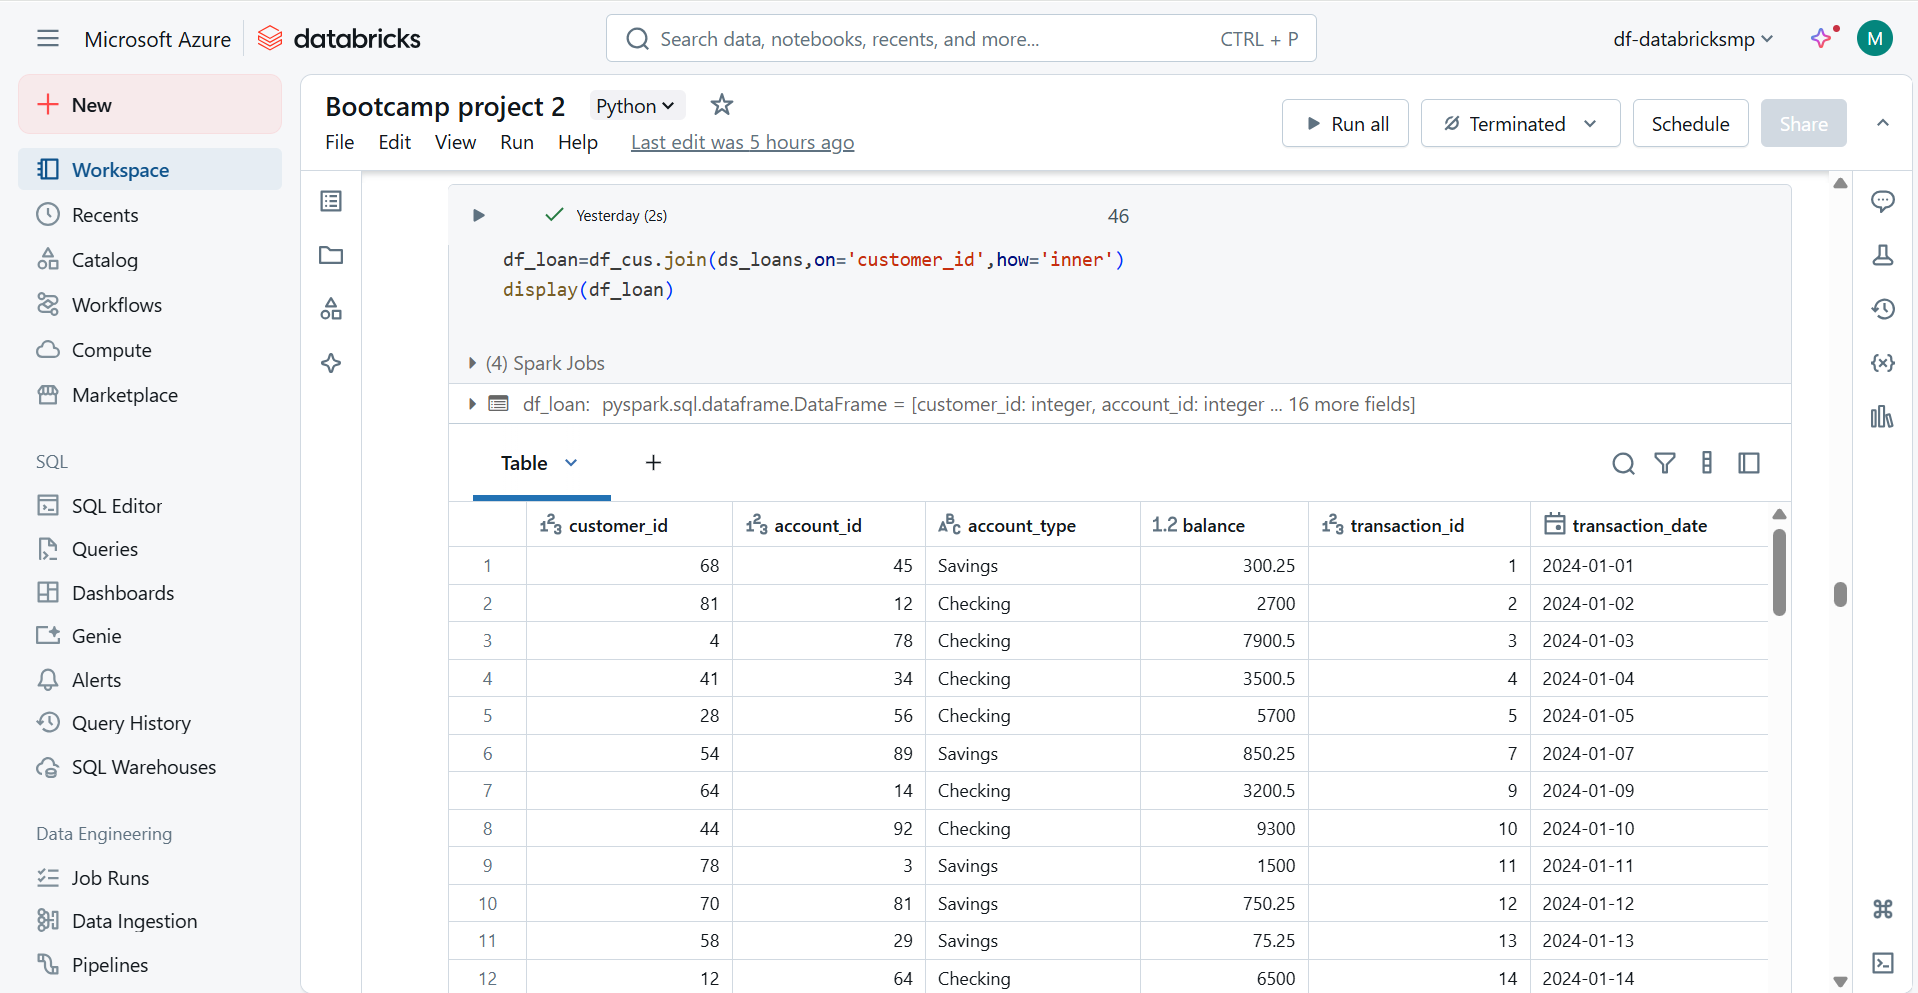 Microsoft Azure databricks
Search data, notebooks, recents, and more... CTRL + P
df-databricksmp
M
New
Workspace
Recents
Catalog
Workflows
Compute
Marketplace
SQL
SQL Editor
Queries
Dashboards
Genie
Alerts
Query History
SQL Warehouses
Data Engineering
Job Runs
Data Ingestion
Pipelines
Bootcamp project 2 Python
File Edit View Run Help Last edit was 5 hours ago
Run all Terminated Schedule Share
Yesterday (2s) 46
df_loan=df_cus.join(ds_loans,on='customer_id',how='inner')
display(df_loan)
(4) Spark Jobs
df_loan: pyspark.sql.dataframe.DataFrame = [customer_id: integer, account_id: integer ... 16 more fields]
Table +
123 customer_id 123 account_id ABC account_type 1.2 balance 123 transaction_id transaction_date
1 68 45 Savings 300.25 1 2024-01-01
2 81 12 Checking 2700 2 2024-01-02
3 4 78 Checking 7900.5 3 2024-01-03
4 41 34 Checking 3500.5 4 2024-01-04
5 28 56 Checking 5700 5 2024-01-05
6 54 89 Savings 850.25 7 2024-01-07
7 64 14 Checking 3200.5 9 2024-01-09
8 44 92 Checking 9300 10 2024-01-10
9 78 3 Savings 1500 11 2024-01-11
10 70 81 Savings 750.25 12 2024-01-12
11 58 29 Savings 75.25 13 2024-01-13
12 12 64 Checking 6500 14 2024-01-14